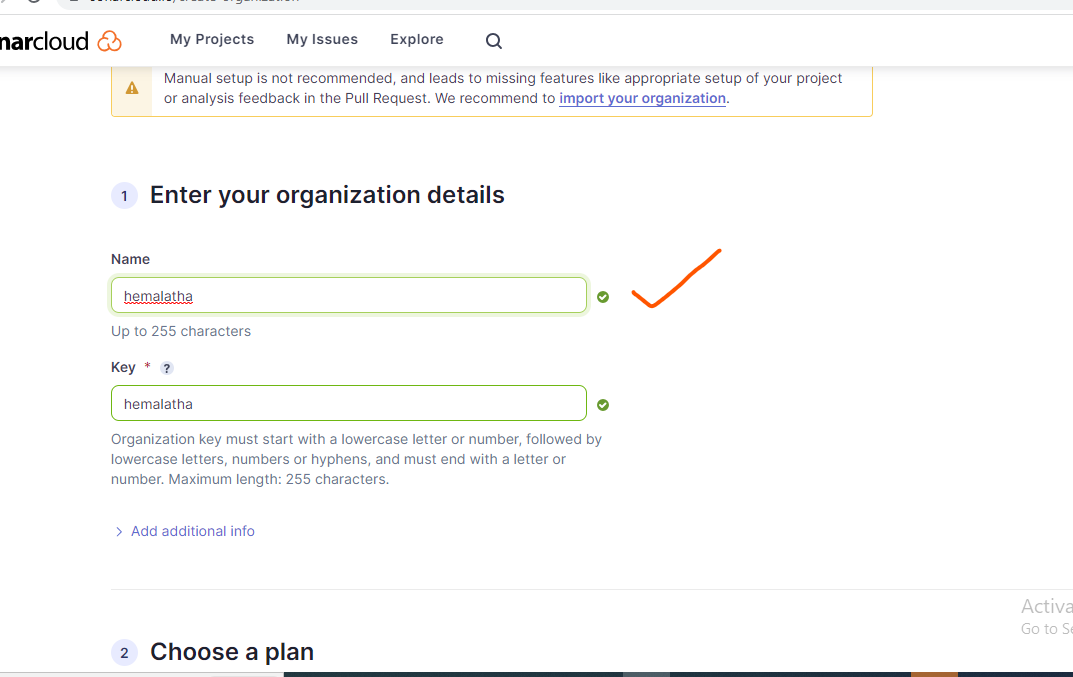 narcloud
My Projects My Issues Explore
Manual setup is not recommended, and leads to missing features like appropriate setup of your project
or analysis feedback in the Pull Request. We recommend to import your organization.
1 Enter your organization details
Name
hemalatha
Up to 255 characters
Key * ?
hemalatha
Organization key must start with a lowercase letter or number, followed by
lowercase letters, numbers or hyphens, and must end with a letter or
number. Maximum length: 255 characters.
Add additional info
Activa
Go to Se
2 Choose a plan